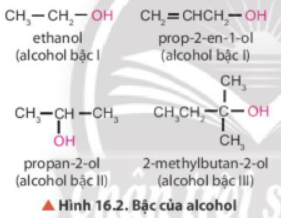 CH₃—CH₂—OH
CH₂=CHCH₂—OH
ethanol
(alcohol bậc I
prop-2-en-1-ol
(alcohol bậc I)
CH₃—CH—CH₃
OH
CH₃
CH₃CH₂—C—OH
CH₃
propan-2-ol
(alcohol bậc II)
2-methylbutan-2-ol
(alcohol bậc III)
▲ Hình 16.2. Bậc của alcohol